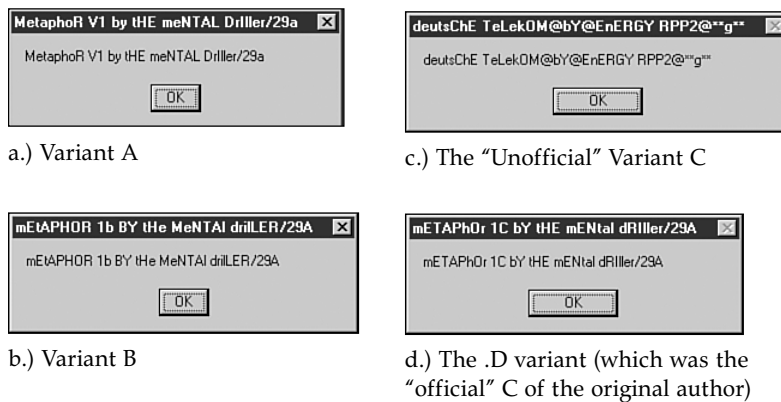 MetaphoR V1 by tHE meNTAL Drlller/29a
MetaphoR V1 by tHE meNTAL Drlller/29a
OK
a.) Variant A
deutsChE TeLekOM@bY@EnERGY RPP2@**g**
deutsChE TeLekOM@bY@EnERGY RPP2@**g**
OK
c.) The “Unofficial” Variant C
mEtAPHOR 1b BY tHe MeNTAl drilLER/29A
mEtAPHOR 1b BY tHe MeNTAl drilLER/29A
OK
b.) Variant B
mETAPhOr 1C bY tHE mENtal dRIller/29A
mETAPhOr 1C bY tHE mENtal dRIller/29A
OK
d.) The .D variant (which was the
“official” C of the original author)